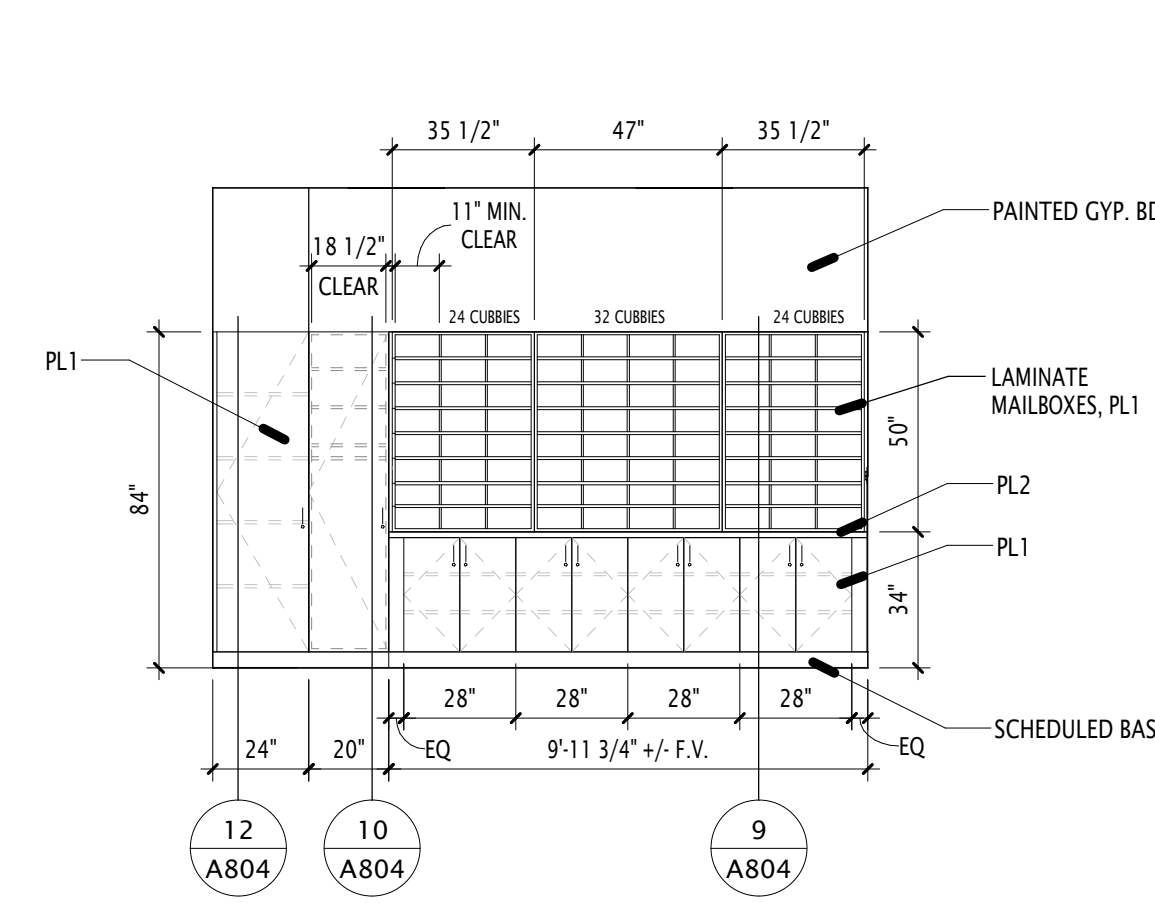 35 1/2" 47" 35 1/2"
11" MIN.
CLEAR
18 1/2"
CLEAR
PAINTED GYP. BD
24 CUBBIES 32 CUBBIES 24 CUBBIES
PL1
LAMINATE
MAILBOXES, PL1
50"
84"
PL2
PL1
34"
28" 28" 28" 28"
SCHEDULED BAS
EQ EQ
24" 20" 9'-11 3/4" +/- F.V.
12
A804
10
A804
9
A804